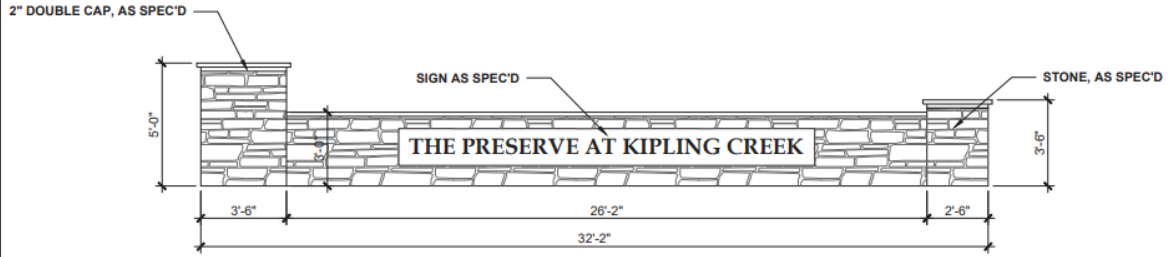 2" DOUBLE CAP, AS SPEC'D
SIGN AS SPEC'D
STONE, AS SPEC'D
5'-0"
3'-0"
THE PRESERVE AT KIPLING CREEK
3'-6"
3'-6"
26'-2"
2'-6"
32'-2"